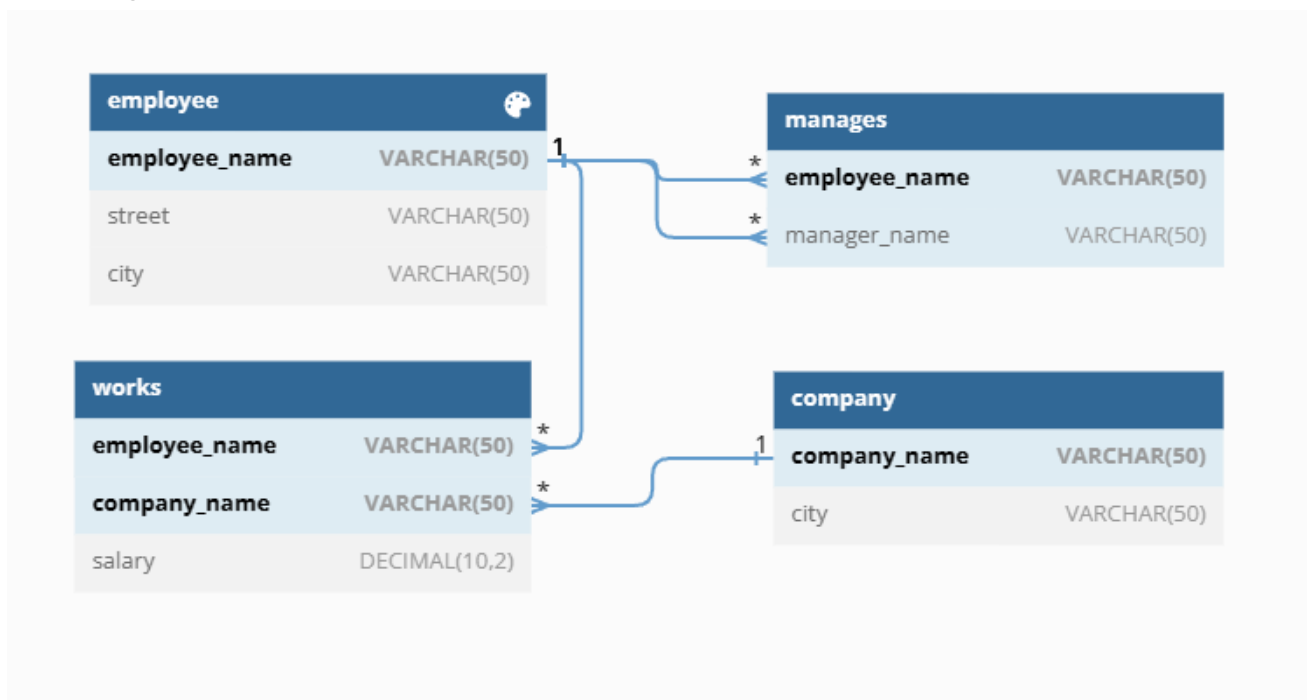 employee
employee_name VARCHAR(50)
street VARCHAR(50)
city VARCHAR(50)
1
*
*
manages
employee_name VARCHAR(50)
manager_name VARCHAR(50)
works
employee_name VARCHAR(50)
company_name VARCHAR(50)
salary DECIMAL(10,2)
*
*
1
company
company_name VARCHAR(50)
city VARCHAR(50)